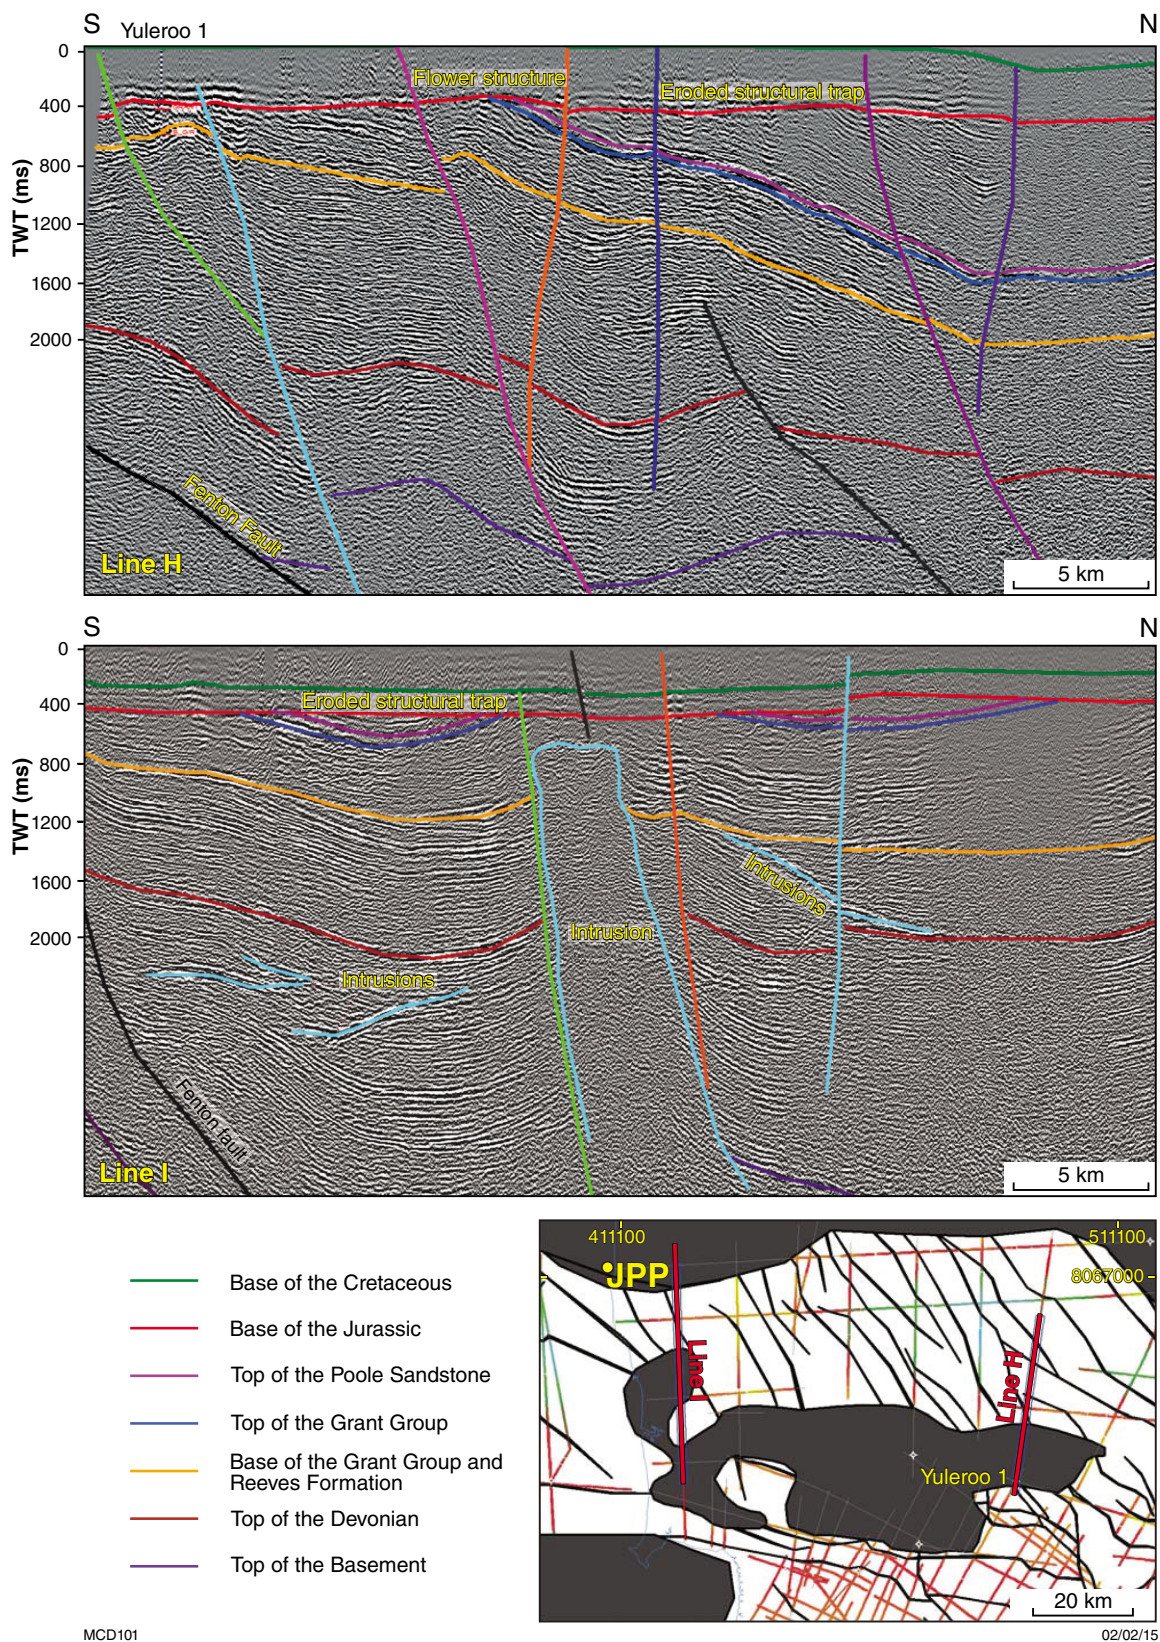 S Yuleroo 1 N
0
400
800
1200
1600
2000
TWT (ms)
Flower structure
Eroded structural trap
Fenton Fault
Line H
5 km
S N
0
400
800
1200
1600
2000
TWT (ms)
Eroded structural trap
Intrusions
Intrusion
Intrusions
Fenton fault
Line I
5 km
Base of the Cretaceous
Base of the Jurassic
Top of the Poole Sandstone
Top of the Grant Group
Base of the Grant Group and
Reeves Formation
Top of the Devonian
Top of the Basement
411100 511100
JPP 8067000
Line I
Line H
Yuleroo 1
20 km
MCD101 02/02/15